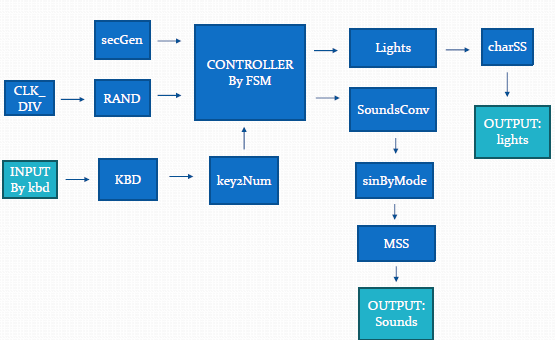 secGen
CONTROLLER
By FSM
Lights
charSS
CLK_
DIV
RAND
SoundsConv
OUTPUT:
lights
INPUT
By kbd
KBD
key2Num
sinByMode
MSS
OUTPUT:
Sounds